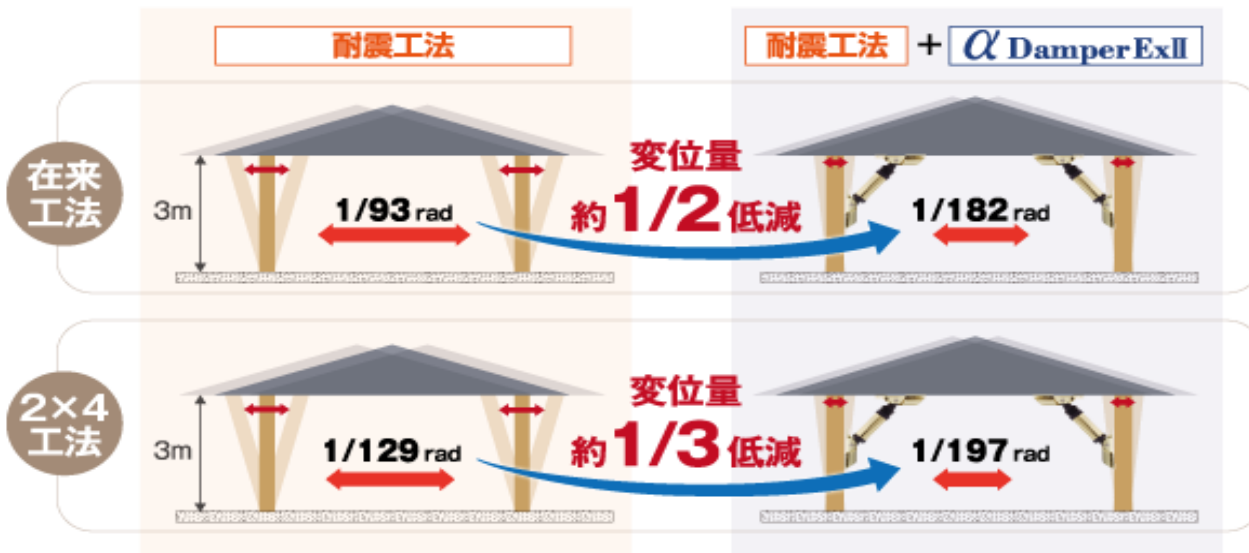 耐震工法
耐震工法 + α DamperExⅡ
在来
工法
3m
1/93 rad
変位量
約1/2低減
1/182 rad
2×4
工法
3m
1/129 rad
変位量
約1/3低減
1/197 rad